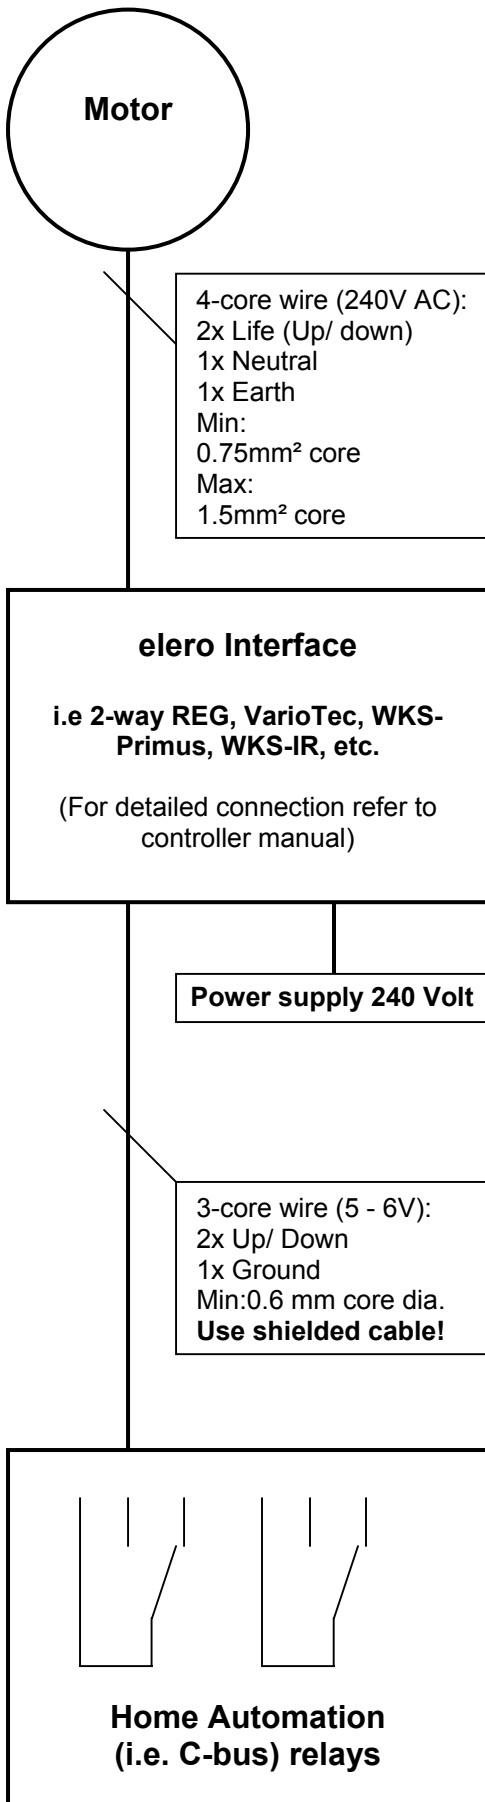 Motor
4-core wire (240V AC):
2x Life (Up/ down)
1x Neutral
1x Earth
Min:
0.75mm² core
Max:
1.5mm² core
elero Interface
i.e 2-way REG, VarioTec, WKS-
Primus, WKS-IR, etc.
(For detailed connection refer to
controller manual)
Power supply 240 Volt
3-core wire (5 - 6V):
2x Up/ Down
1x Ground
Min:0.6 mm core dia.
Use shielded cable!
Home Automation
(i.e. C-bus) relays